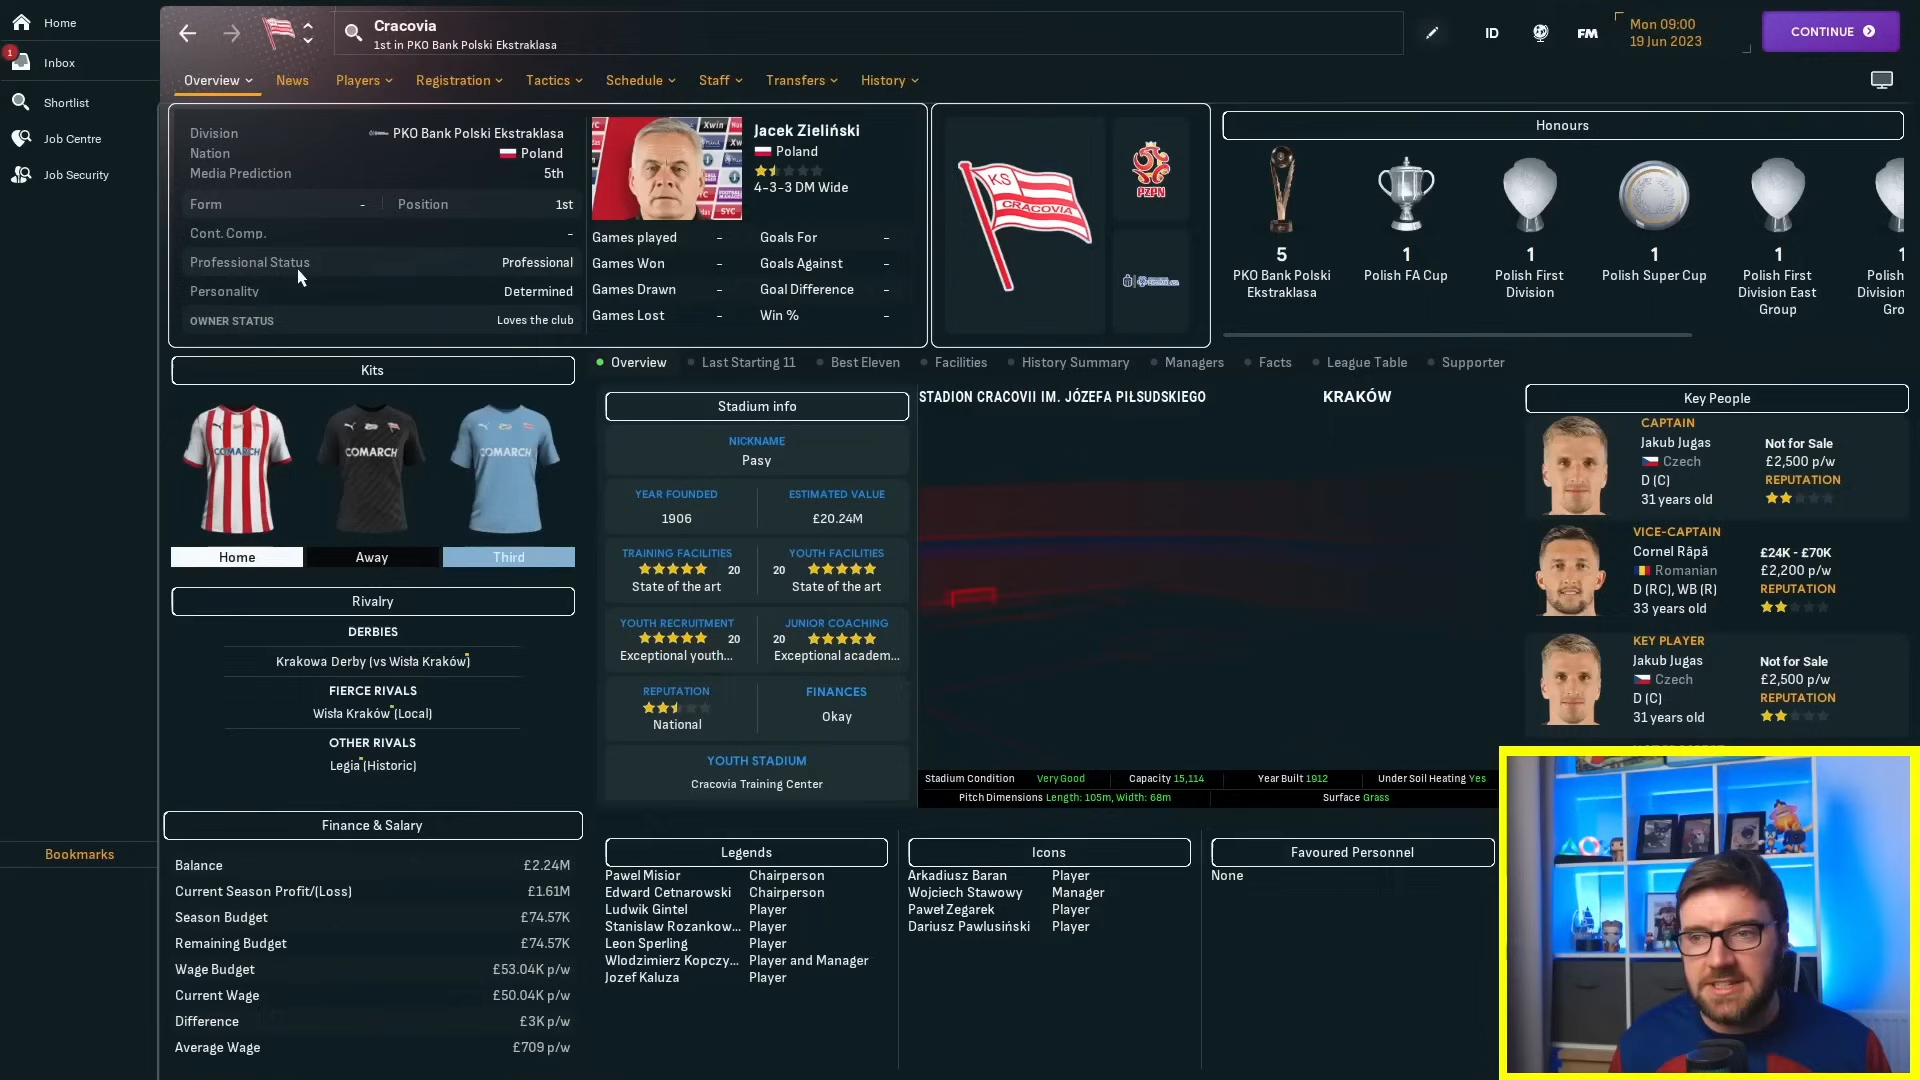 Home
1
Inbox
Shortlist
Job Centre
Job Security
Bookmarks
Cracovia
1st in PKO Bank Polski Ekstraklasa
ID
FM
Mon 09:00
19 Jun 2023
CONTINUE
Overview
News
Players
Registration
Tactics
Schedule
Staff
Transfers
History
Division PKO Bank Polski Ekstraklasa
Nation Poland
Media Prediction 5th
Form - Position 1st
Cont. Comp. -
Professional Status Professional
Personality Determined
OWNER STATUS Loves the club
Jacek Zieliński
Poland
4-3-3 DM Wide
Games played - Goals For -
Games Won - Goals Against -
Games Drawn - Goal Difference -
Games Lost - Win % -
KS
CRACOVIA
PZPN
Honours
5
PKO Bank Polski
Ekstraklasa
1
Polish FA Cup
1
Polish First
Division
1
Polish Super Cup
1
Polish First
Division East
Group
1
Polish
Division
Gro
Kits
COMARCH
COMARCH
COMARCH
Home
Away
Third
Rivalry
DERBIES
Krakowa Derby (vs Wisła Kraków)
FIERCE RIVALS
Wisła Kraków (Local)
OTHER RIVALS
Legia (Historic)
Finance & Salary
Balance £2.24M
Current Season Profit/(Loss) £1.61M
Season Budget £74.57K
Remaining Budget £74.57K
Wage Budget £53.04K p/w
Current Wage £50.04K p/w
Difference £3K p/w
Average Wage £709 p/w
Overview
Last Starting 11
Best Eleven
Facilities
History Summary
Managers
Facts
League Table
Supporter
Stadium info
NICKNAME
Pasy
YEAR FOUNDED
1906
ESTIMATED VALUE
£20.24M
TRAINING FACILITIES
20
State of the art
YOUTH FACILITIES
20
State of the art
YOUTH RECRUITMENT
20
Exceptional youth...
JUNIOR COACHING
20
Exceptional academ...
REPUTATION
National
FINANCES
Okay
YOUTH STADIUM
Cracovia Training Center
STADION CRACOVII IM. JÓZEFA PIŁSUDSKIEGO
KRAKÓW
Stadium Condition Very Good
Capacity 15,114
Year Built 1912
Under Soil Heating Yes
Pitch Dimensions Length: 105m, Width: 68m
Surface Grass
Key People
CAPTAIN
Jakub Jugas
Czech
D (C)
31 years old
Not for Sale
£2,500 p/w
REPUTATION
VICE-CAPTAIN
Cornel Râpă
Romanian
D (RC), WB (R)
33 years old
£24K - £70K
£2,200 p/w
REPUTATION
KEY PLAYER
Jakub Jugas
Czech
D (C)
31 years old
Not for Sale
£2,500 p/w
REPUTATION
Legends
Pawel Misior Chairperson
Edward Cetnarowski Chairperson
Ludwik Gintel Player
Stanislaw Rozankow... Player
Leon Sperling Player
Wlodzimierz Kopczy... Player and Manager
Jozef Kaluza Player
Icons
Arkadiusz Baran Player
Wojciech Stawowy Manager
Paweł Zegarek Player
Dariusz Pawlusiński Player
Favoured Personnel
None